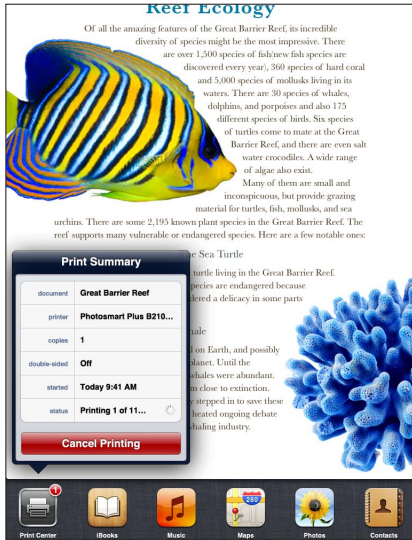 Reef Ecology
Of all the amazing features of the Great Barrier Reef, its incredible
diversity of species might be the most impressive. There
are over 1,500 species of fish(new fish species are
discovered every year), 360 species of hard coral
and 5,000 species of mollusks living in its
waters. There are 30 species of whales,
dolphins, and porpoises and also 175
different species of birds. Six species
of turtles come to mate at the Great
Barrier Reef, and there are even salt
water crocodiles. A wide range
of algae also exist.
Many of them are small and
inconspicuous, but provide grazing
material for turtles, fish, mollusks, and sea
urchins. There are some 2,195 known plant species in the Great Barrier Reef. The
reef supports many vulnerable or endangered species. Here are a few notable ones:
Sea Turtle
turtle living in the Great Barrier Reef.
species are endangered because
dered a delicacy in some parts
on Earth, and possibly
planet. Until the
whales were abundant.
close to extinction.
stepped in to save these
heated ongoing debate
whaling industry.
Print Summary
document Great Barrier Reef
printer Photosmart Plus B210...
copies 1
double-sided Off
started Today 9:41 AM
status Printing 1 of 11...
Cancel Printing
1
280
Print Center
iBooks
Music
Maps
Photos
Contacts